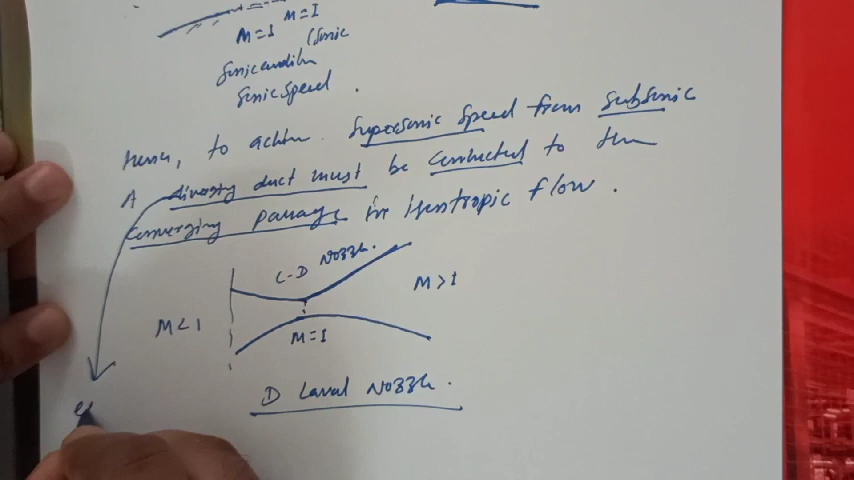 M=1 M=1
(Sonic
Sonic condition
Sonic speed.
Hence, to achieve Supersonic Speed from Subsonic
A diverging duct must be connected to the
converging passage in isentropic flow.
C-D Nozzle.
M>1
M<1
M=1
D Laval Nozzle.